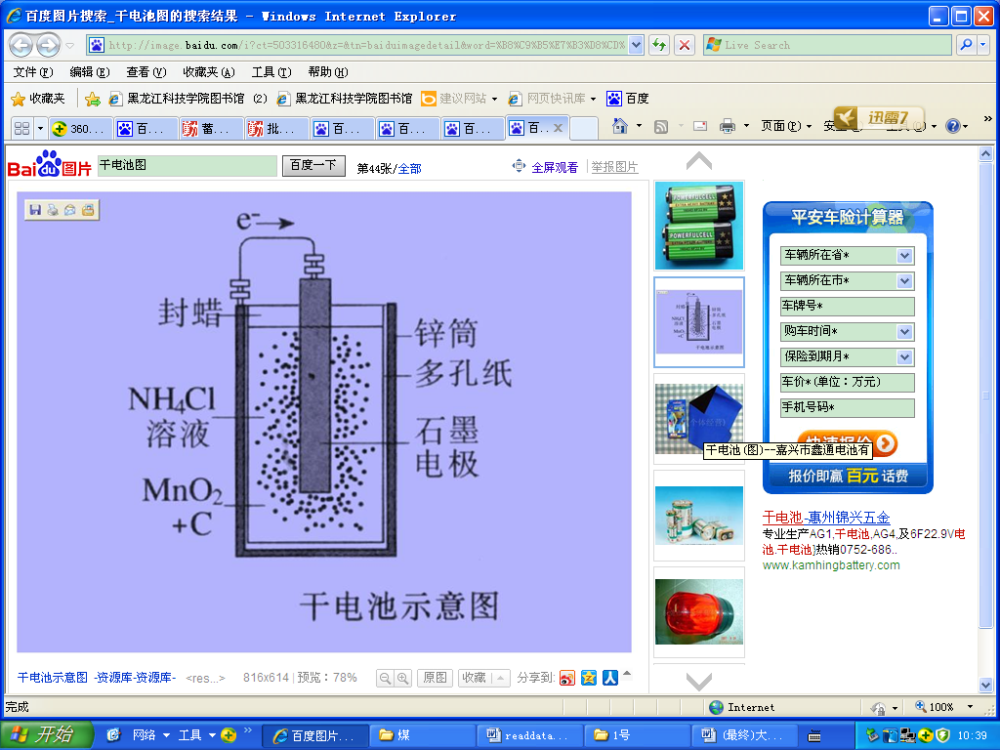 百度图片搜索_干电池图的搜索结果 - Windows Internet Explorer
http://image.baidu.com/i?ct=503316480&z=&tn=baiduimagedetail&word=%B8%C9%B5%E7%B3%D8%CD%
Live Search
文件(F) 编辑(E) 查看(V) 收藏夹(A) 工具(T) 帮助(H)
收藏夹 黑龙江科技学院图书馆 (2) 黑龙江科技学院图书馆 建议网站 网页快讯库 百度
360... 百... 蓄... 批... 百... 百... 百... 百... 页面(P) 迅雷7
Bai du 图片 干电池图 百度一下 第44张/全部 全屏观看 举报图片
e-
封蜡
锌筒
多孔纸
NH4Cl
溶液
石墨
电极
MnO2
+C
干电池示意图
POWERFULCELL
POWERFULCELL
平安车险计算器
车辆所在省*
车辆所在市*
车牌号*
购车时间*
保险到期月*
车价*(单位：万元)
手机号码*
干电池(图)--嘉兴市鑫通电池有
报价即赢百元话费
干电池-惠州锦兴五金
专业生产AG1,干电池,AG4,及6F22.9V电
池.干电池]热销0752-686..
www.kamhingbattery.com
干电池示意图 -资源库-资源库- <res...> 816x614 预览：78% 原图 收藏 分享到:
完成 Internet 100%
开始 网络 工具 » 百度图片... 煤 readdata... 1号 (最终)大... 10:39